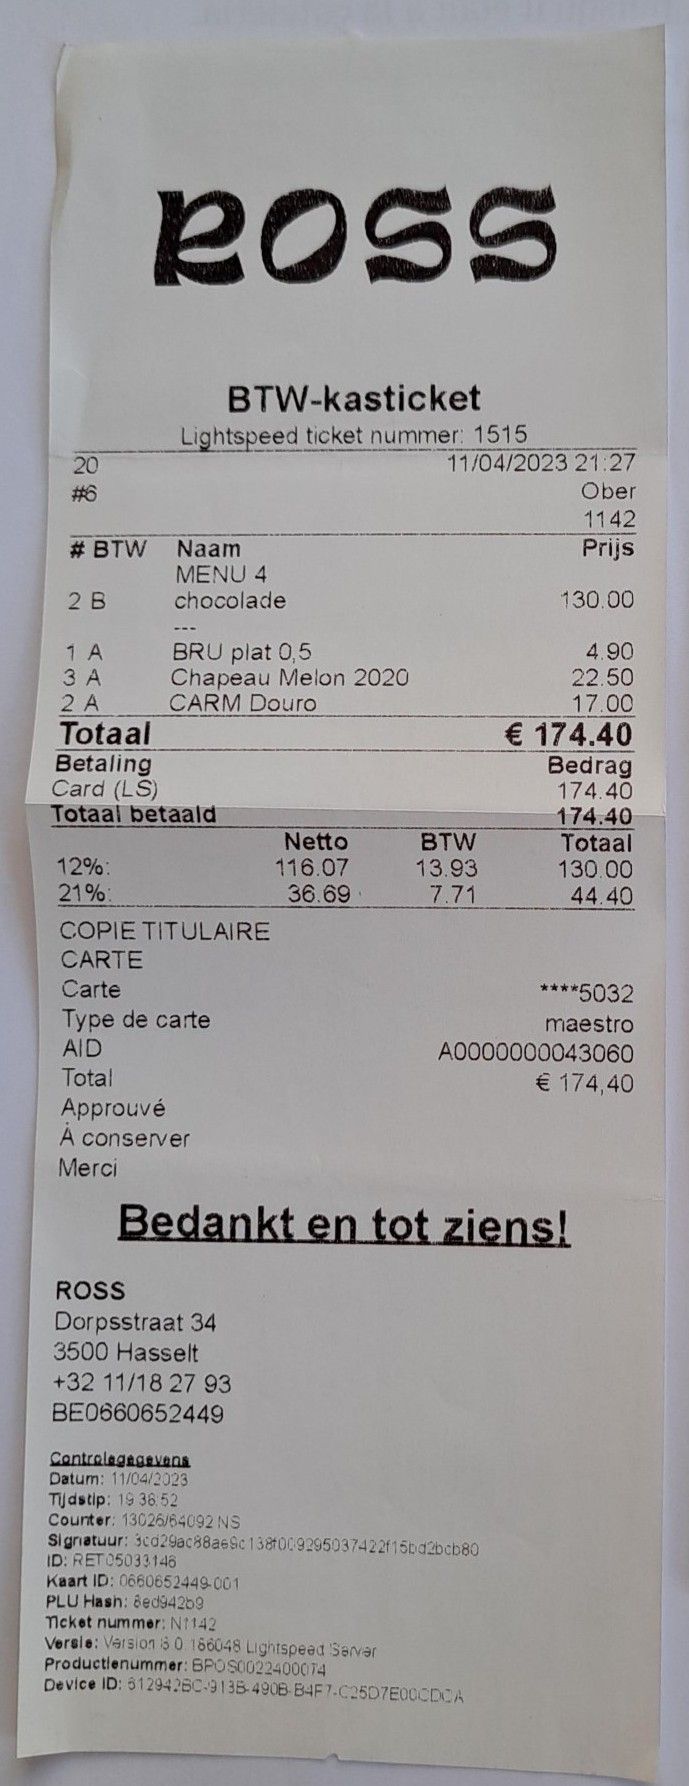 ROSS
BTW-kasticket
Lightspeed ticket nummer: 1515
20 11/04/2023 21:27
#6 Ober
1142
# BTW Naam Prijs
MENU 4
2 B chocolade 130.00
---
1 A BRU plat 0,5 4.90
3 A Chapeau Melon 2020 22.50
2 A CARM Douro 17.00
Totaal € 174.40
Betaling Bedrag
Card (LS) 174.40
Totaal betaald 174.40
Netto BTW Totaal
12%: 116.07 13.93 130.00
21%: 36.69 7.71 44.40
COPIE TITULAIRE
CARTE
Carte ****5032
Type de carte maestro
AID A0000000043060
Total € 174,40
Approuvé
À conserver
Merci
Bedankt en tot ziens!
ROSS
Dorpsstraat 34
3500 Hasselt
+32 11/18 27 93
BE0660652449
Controlegegevens
Datum: 11/04/2023
Tijdstip: 19:36:52
Counter: 13026/64092 NS
Signatuur:
ID: RET05033146
Kaart ID: 0660652449-001
PLU Hash: 8ed942b9
Ticket nummer: N1142
Versie: Version 6.0.186048 Lightspeed Server
Productienummer: BPOS0022400074
Device ID: 612942BC-913B-490B-B4F7-C25D7E00CDCA